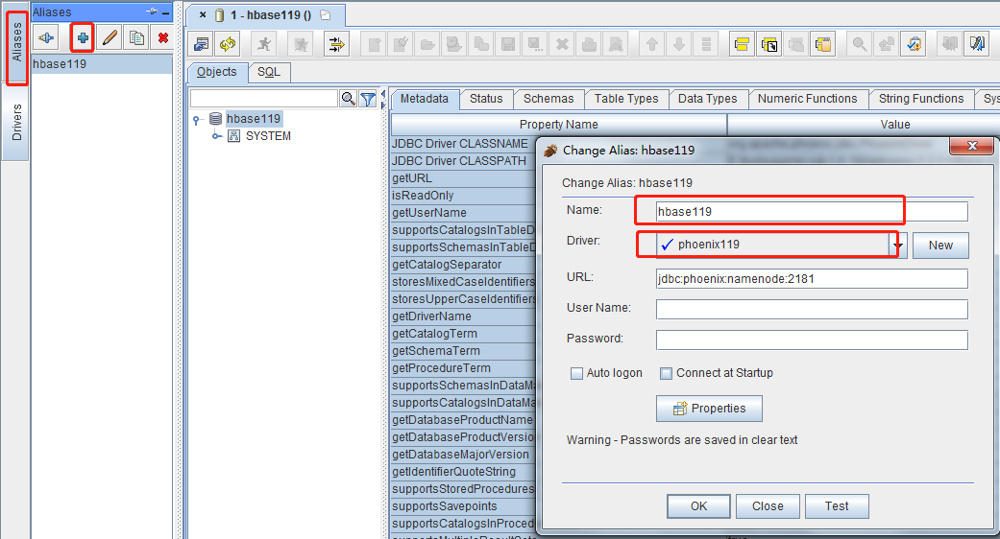 Aliases
Drivers
Aliases
hbase119
1 - hbase119 ()
Objects
SQL
hbase119
SYSTEM
Metadata
Status
Schemas
Table Types
Data Types
Numeric Functions
String Functions
Sys
Property Name
Value
JDBC Driver CLASSNAME
JDBC Driver CLASSPATH
getURL
isReadOnly
getUserName
supportsCatalogsInTableD
supportsSchemasInTableD
getCatalogSeparator
storesMixedCaseIdentifiers
storesUpperCaseIdentifiers
getDriverName
getCatalogTerm
getSchemaTerm
getProcedureTerm
supportsSchemasInDataMa
supportsCatalogsInDataMa
getDatabaseProductName
getDatabaseProductVersion
getDatabaseMajorVersion
getIdentifierQuoteString
supportsStoredProcedures
supportsSavepoints
supportsCatalogsInProced
supportsMultipleResultSets
true
Change Alias: hbase119
Change Alias: hbase119
Name:
hbase119
Driver:
phoenix119
New
URL:
jdbc:phoenix:namenode:2181
User Name:
Password:
Auto logon
Connect at Startup
Properties
Warning - Passwords are saved in clear text
OK
Close
Test